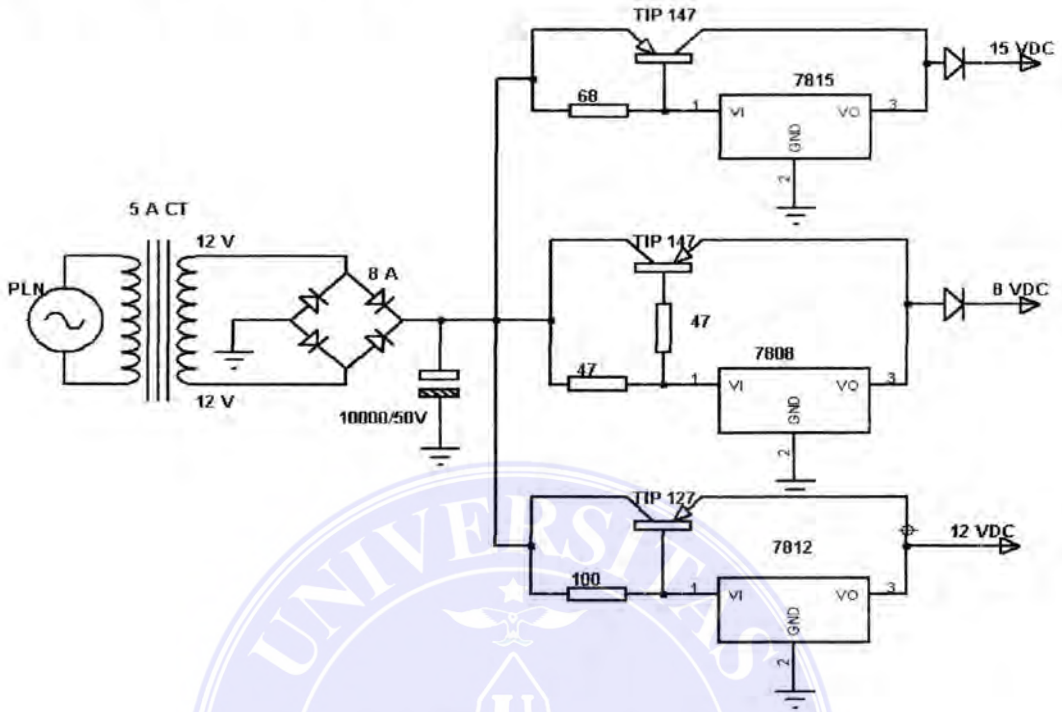 TIP 147
15 VDC
7815
68
1
VI
VO
3
GND
2
5 A CT
12 V
8 A
PLN
12 V
10000/50V
TIP 147
8 VDC
47
7808
47
1
VI
VO
3
GND
2
TIP 127
12 VDC
7812
100
1
VI
VO
3
GND
2
UNIVERSITAS
U